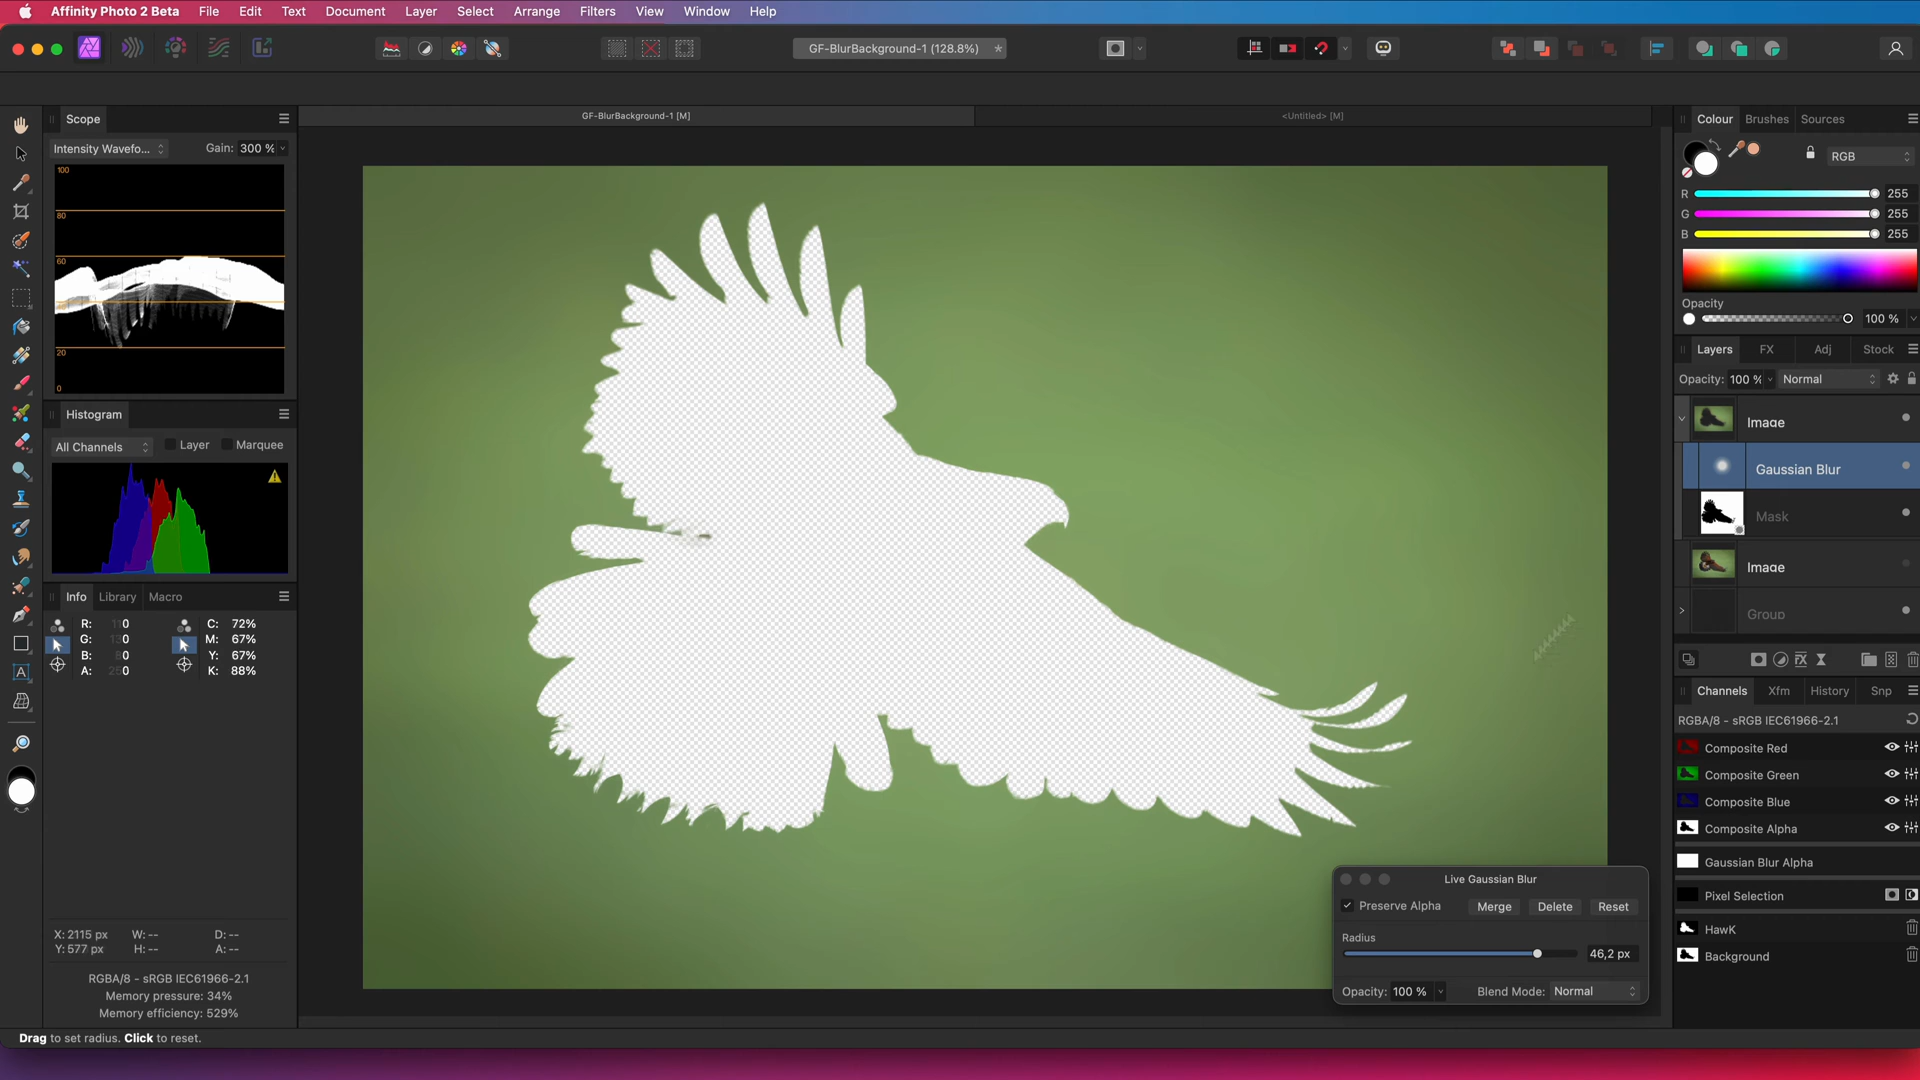 Affinity Photo 2 Beta File Edit Text Document Layer Select Arrange Filters View Window Help
GF-BlurBackground-1 (128.8%) *
GF-BlurBackground-1 [M] <Untitled> [M]
Scope
Intensity Wavefo... Gain: 300 %
100
80
60
40
20
0
Histogram
All Channels Layer Marquee
Info Library Macro
R: 0 C: 72%
G: 0 M: 67%
B: 0 Y: 67%
A: 0 K: 88%
X: 2115 px W: -- D: --
Y: 577 px H: -- A: --
RGBA/8 - sRGB IEC61966-2.1
Memory pressure: 34%
Memory efficiency: 529%
Drag to set radius. Click to reset.
Live Gaussian Blur
Preserve Alpha Merge Delete Reset
Radius
46,2 px
Opacity: 100 % Blend Mode: Normal
Colour Brushes Sources
RGB
R 255
G 255
B 255
Opacity
100 %
Layers FX Adj Stock
Opacity: 100 % Normal
Image
Gaussian Blur
Mask
Image
Group
Channels Xfm History Snp
RGBA/8 - sRGB IEC61966-2.1
Composite Red
Composite Green
Composite Blue
Composite Alpha
Gaussian Blur Alpha
Pixel Selection
HawK
Background